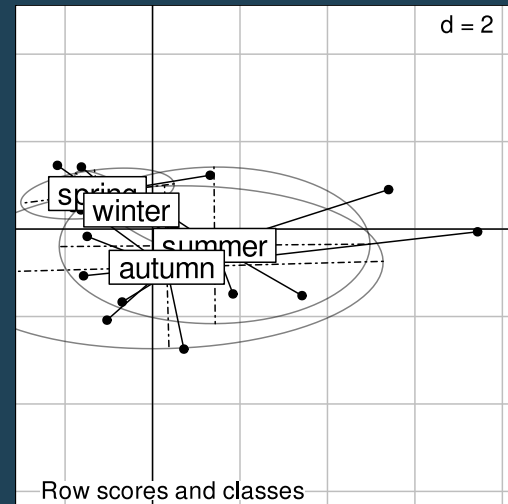 d = 2
spring
winter
summer
autumn
Row scores and classes